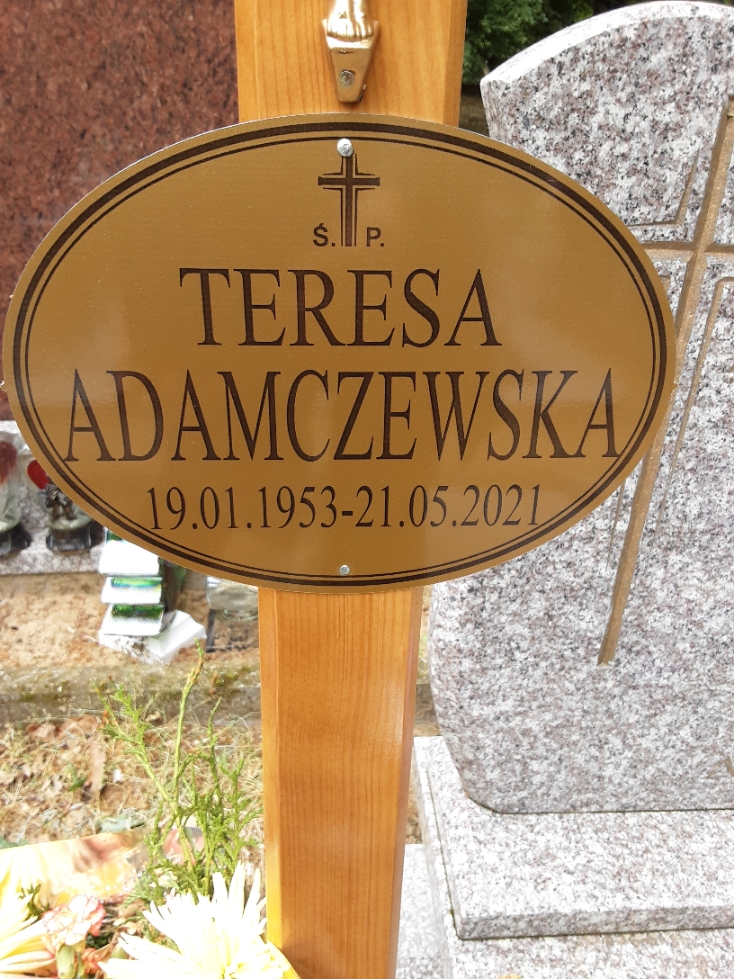 Ś. P.
TERESA
ADAMCZEWSKA
19.01.1953-21.05.2021